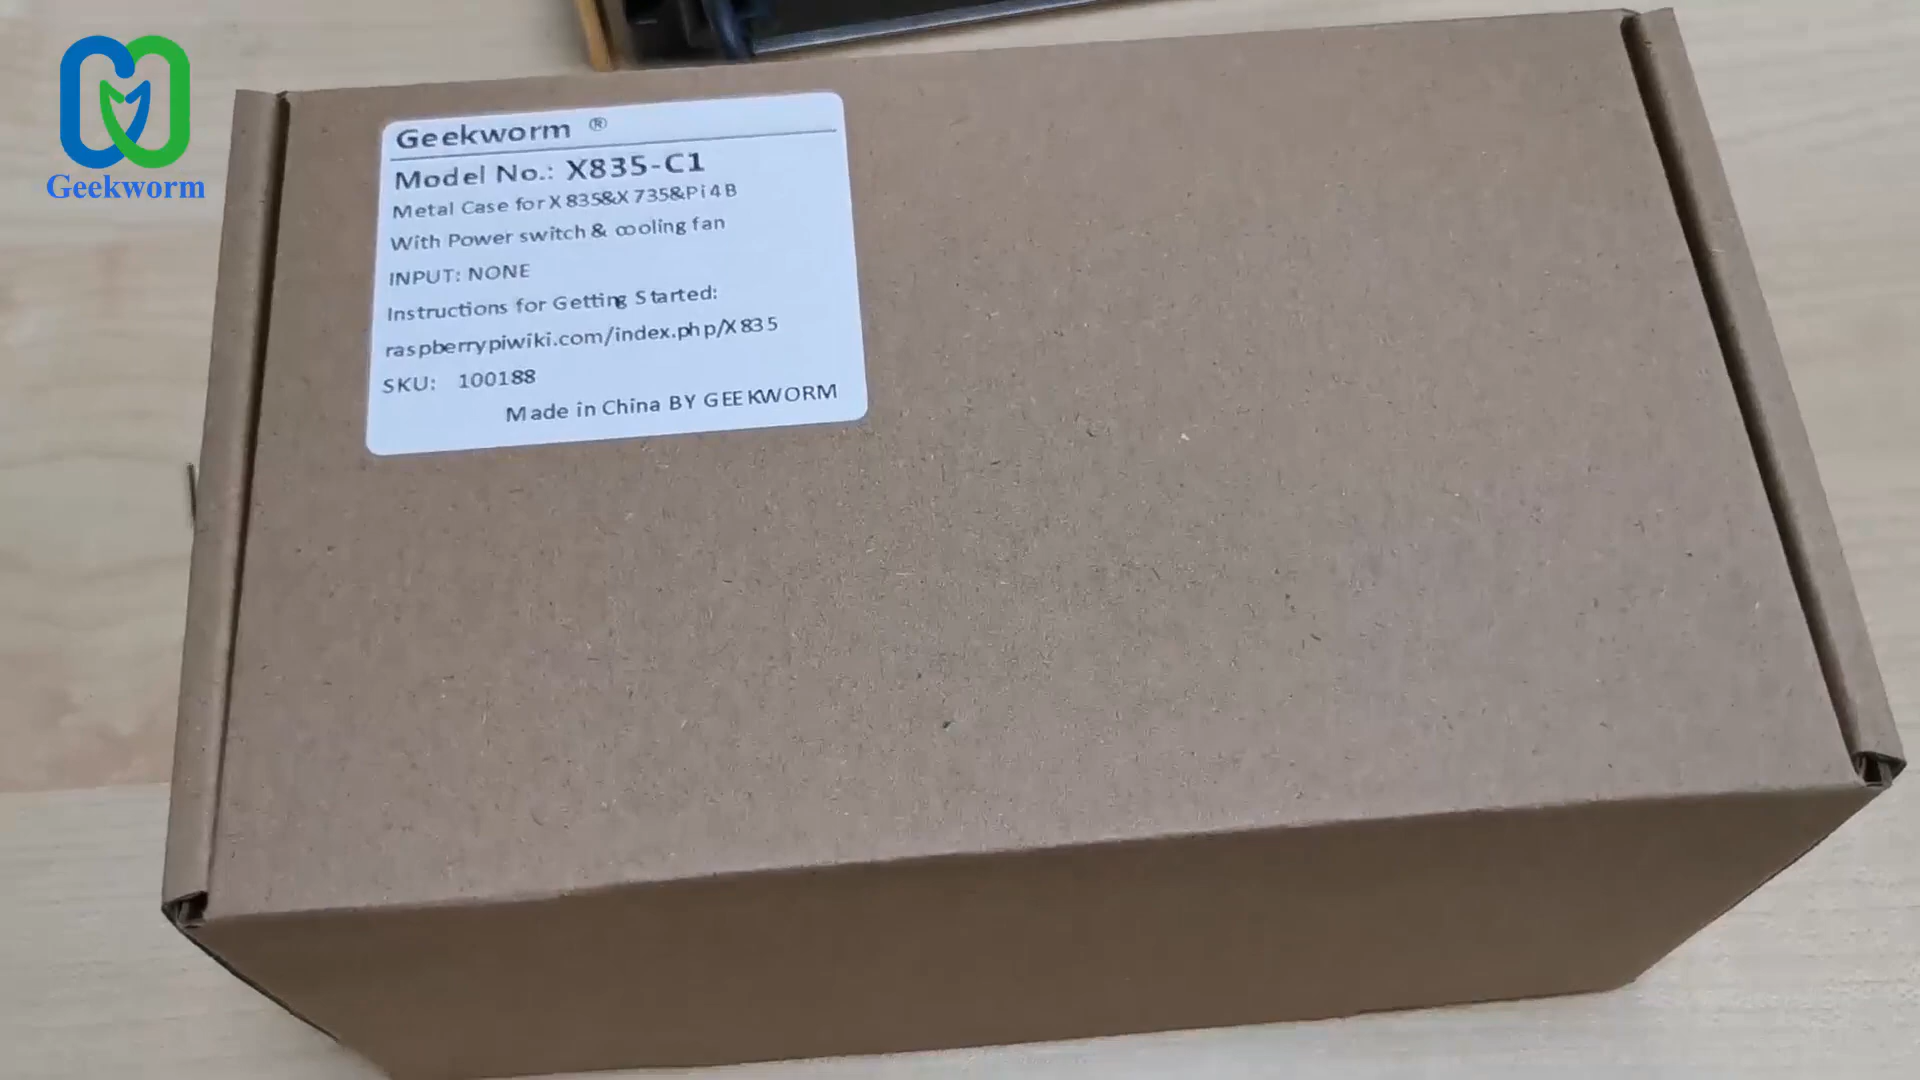 Geekworm
Geekworm ®
Model No.: X835-C1
Metal Case for X835&X735&Pi4B
With Power switch & cooling fan
INPUT: NONE
Instructions for Getting Started:
raspberrypiwiki.com/index.php/X835
SKU: 100188
Made in China BY GEEKWORM